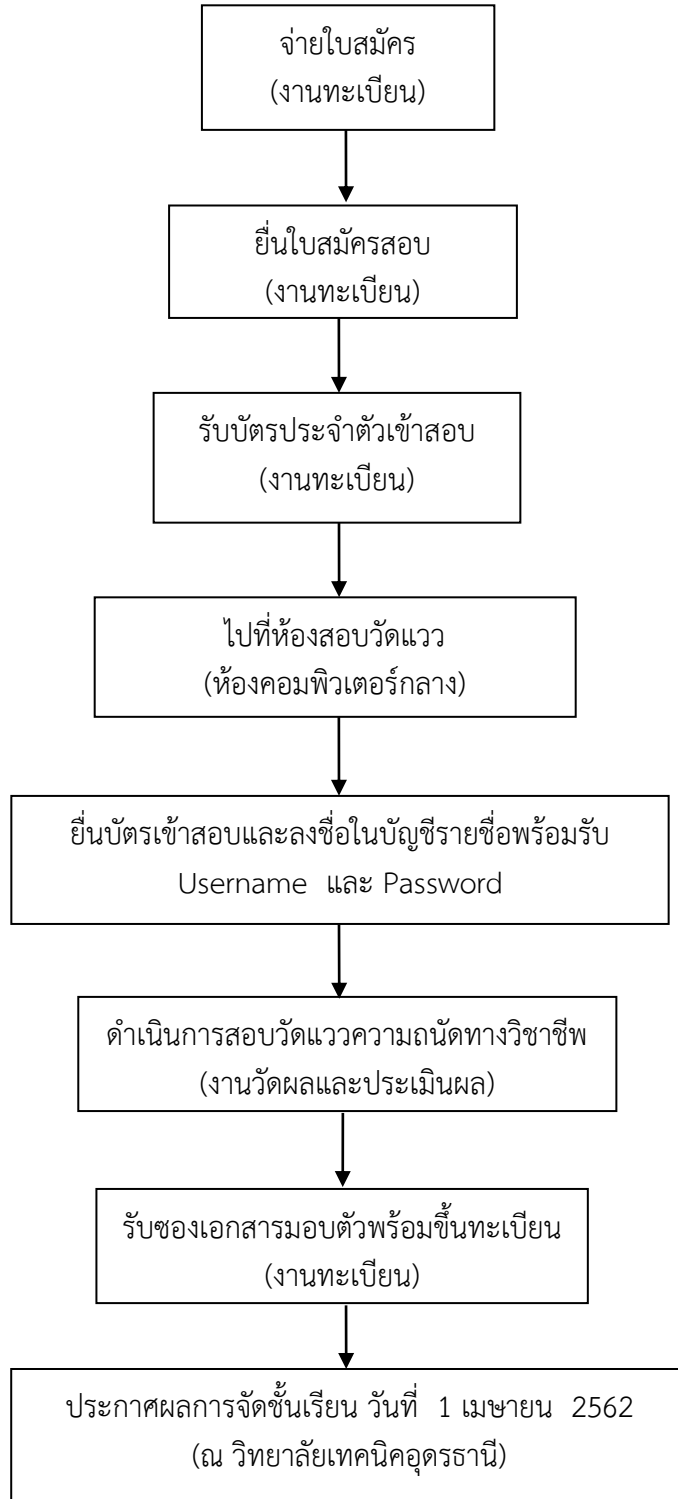 จ่ายใบสมัคร
(งานทะเบียน)
ยื่นใบสมัครสอบ
(งานทะเบียน)
รับบัตรประจำตัวเข้าสอบ
(งานทะเบียน)
ไปที่ห้องสอบวัดแวว
(ห้องคอมพิวเตอร์กลาง)
ยื่นบัตรเข้าสอบและลงชื่อในบัญชีรายชื่อพร้อมรับ
Username และ Password
ดำเนินการสอบวัดแววความถนัดทางวิชาชีพ
(งานวัดผลและประเมินผล)
รับซองเอกสารมอบตัวพร้อมขึ้นทะเบียน
(งานทะเบียน)
ประกาศผลการจัดชั้นเรียน วันที่ 1 เมษายน 2562
(ณ วิทยาลัยเทคนิคอุดรธานี)